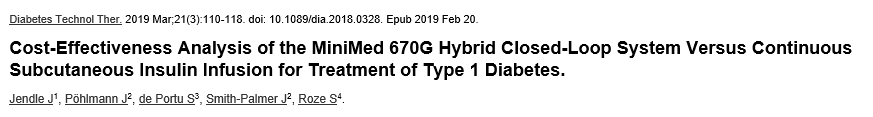 Diabetes Technol Ther. 2019 Mar;21(3):110-118. doi: 10.1089/dia.2018.0328. Epub 2019 Feb 20.
Cost-Effectiveness Analysis of the MiniMed 670G Hybrid Closed-Loop System Versus Continuous
Subcutaneous Insulin Infusion for Treatment of Type 1 Diabetes.
Jendle J1, Pöhlmann J2, de Portu S3, Smith-Palmer J2, Roze S4.